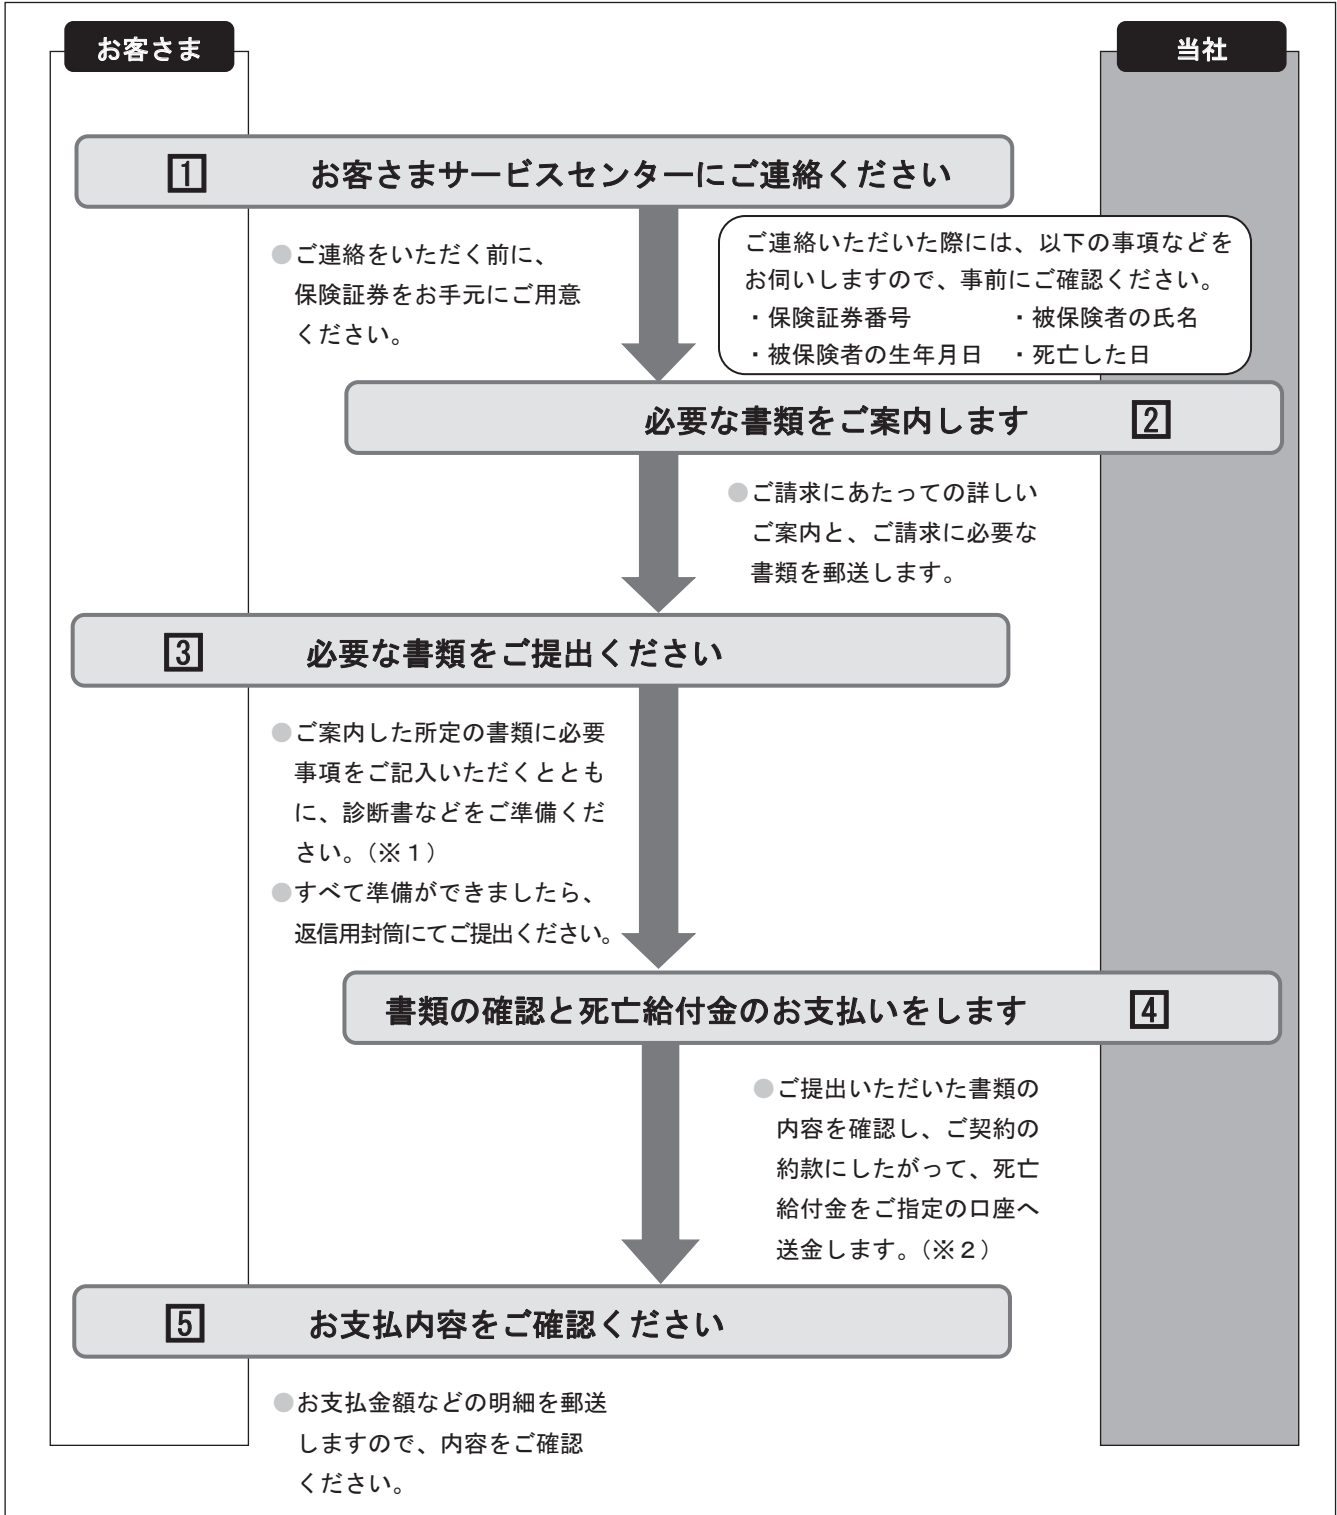 お客さま
当社
1 お客さまサービスセンターにご連絡ください
●ご連絡をいただく前に、
保険証券をお手元にご用意
ください。
ご連絡いただいた際には、以下の事項などを
お伺いしますので、事前にご確認ください。
・保険証券番号 ・被保険者の氏名
・被保険者の生年月日 ・死亡した日
必要な書類をご案内します 2
●ご請求にあたっての詳しい
ご案内と、ご請求に必要な
書類を郵送します。
3 必要な書類をご提出ください
●ご案内した所定の書類に必要
事項をご記入いただくととも
に、診断書などをご準備くだ
さい。(※1)
●すべて準備ができましたら、
返信用封筒にてご提出ください。
書類の確認と死亡給付金のお支払いをします 4
●ご提出いただいた書類の
内容を確認し、ご契約の
約款にしたがって、死亡
給付金をご指定の口座へ
送金します。(※2)
5 お支払内容をご確認ください
●お支払金額などの明細を郵送
しますので、内容をご確認
ください。